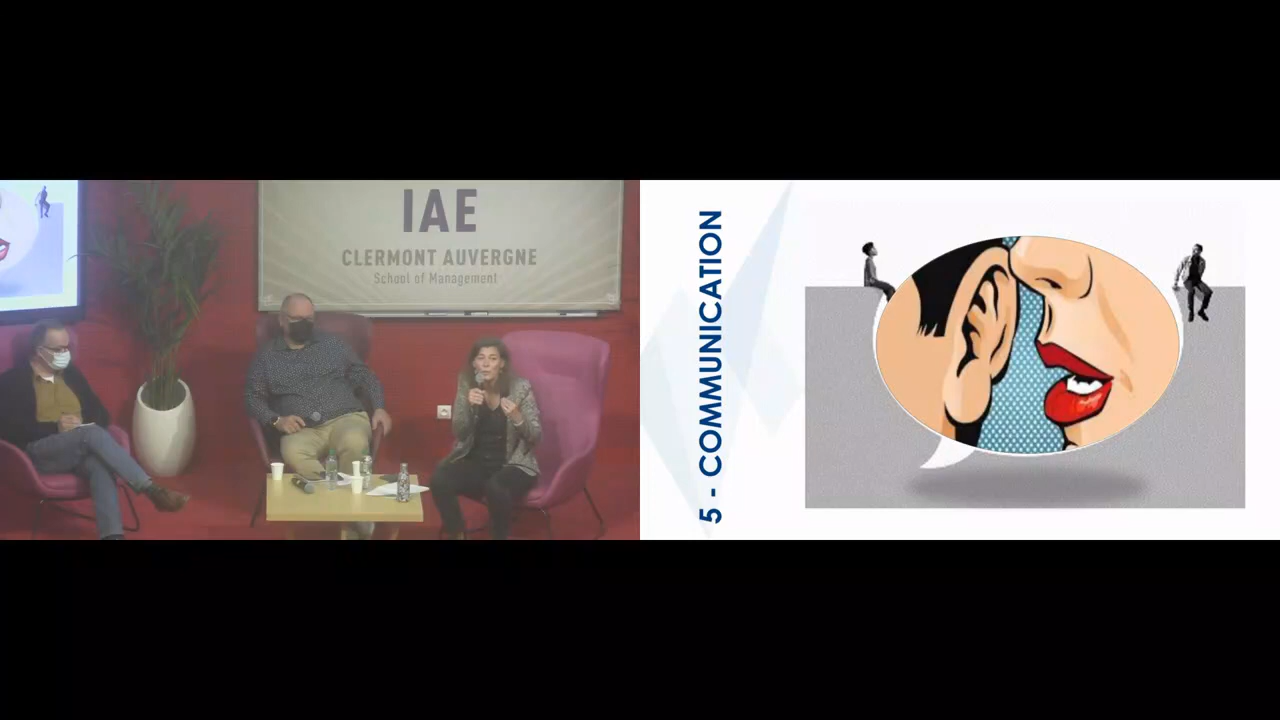 IAE
CLERMONT AUVERGNE
School of Management
5 - COMMUNICATION